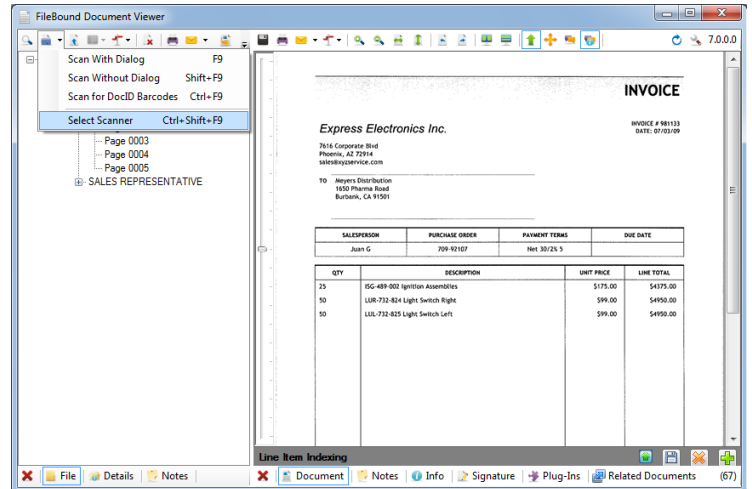 FileBound Document Viewer
7.0.0.0
Scan With Dialog F9
Scan Without Dialog Shift+F9
Scan for DocID Barcodes Ctrl+F9
Select Scanner Ctrl+Shift+F9
Page 0003
Page 0004
Page 0005
SALES REPRESENTATIVE
INVOICE
Express Electronics Inc.
INVOICE # 981133
DATE: 07/03/09
7616 Corporate Blvd
Phoenix, AZ 72914
sales@xyzservice.com
TO Meyers Distribution
1650 Pharma Road
Burbank, CA 91501
SALESPERSON PURCHASE ORDER PAYMENT TERMS DUE DATE
Juan G 709-92107 Net 30/2% 5
QTY DESCRIPTION UNIT PRICE LINE TOTAL
25 ISG-489-002 Ignition Assemblies $175.00 $4375.00
50 LUR-732-824 Light Switch Right $99.00 $4950.00
50 LUL-732-825 Light Switch Left $99.00 $4950.00
Line Item Indexing
File Details Notes
Document Notes Info Signature Plug-Ins Related Documents (67)